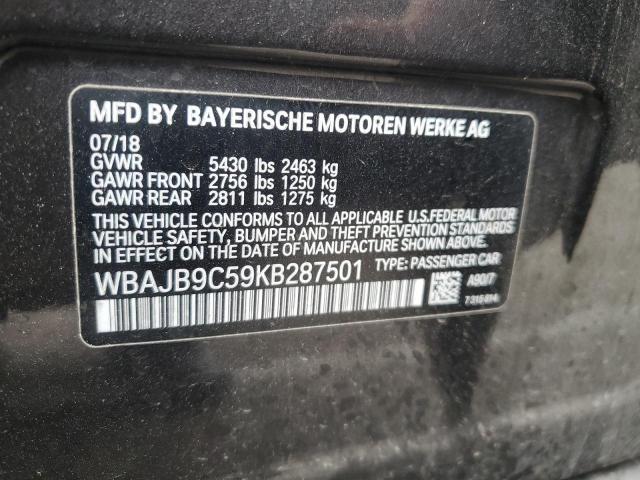 MFD BY BAYERISCHE MOTOREN WERKE AG
07/18
GVWR 5430 lbs 2463 kg
GAWR FRONT 2756 lbs 1250 kg
GAWR REAR 2811 lbs 1275 kg
THIS VEHICLE CONFORMS TO ALL APPLICABLE U.S.FEDERAL MOTOR
VEHICLE SAFETY, BUMPER AND THEFT PREVENTION STANDARDS
IN EFFECT ON THE DATE OF MANUFACTURE SHOWN ABOVE.
WBAJB9C59KB287501 TYPE: PASSENGER CAR
A90/7